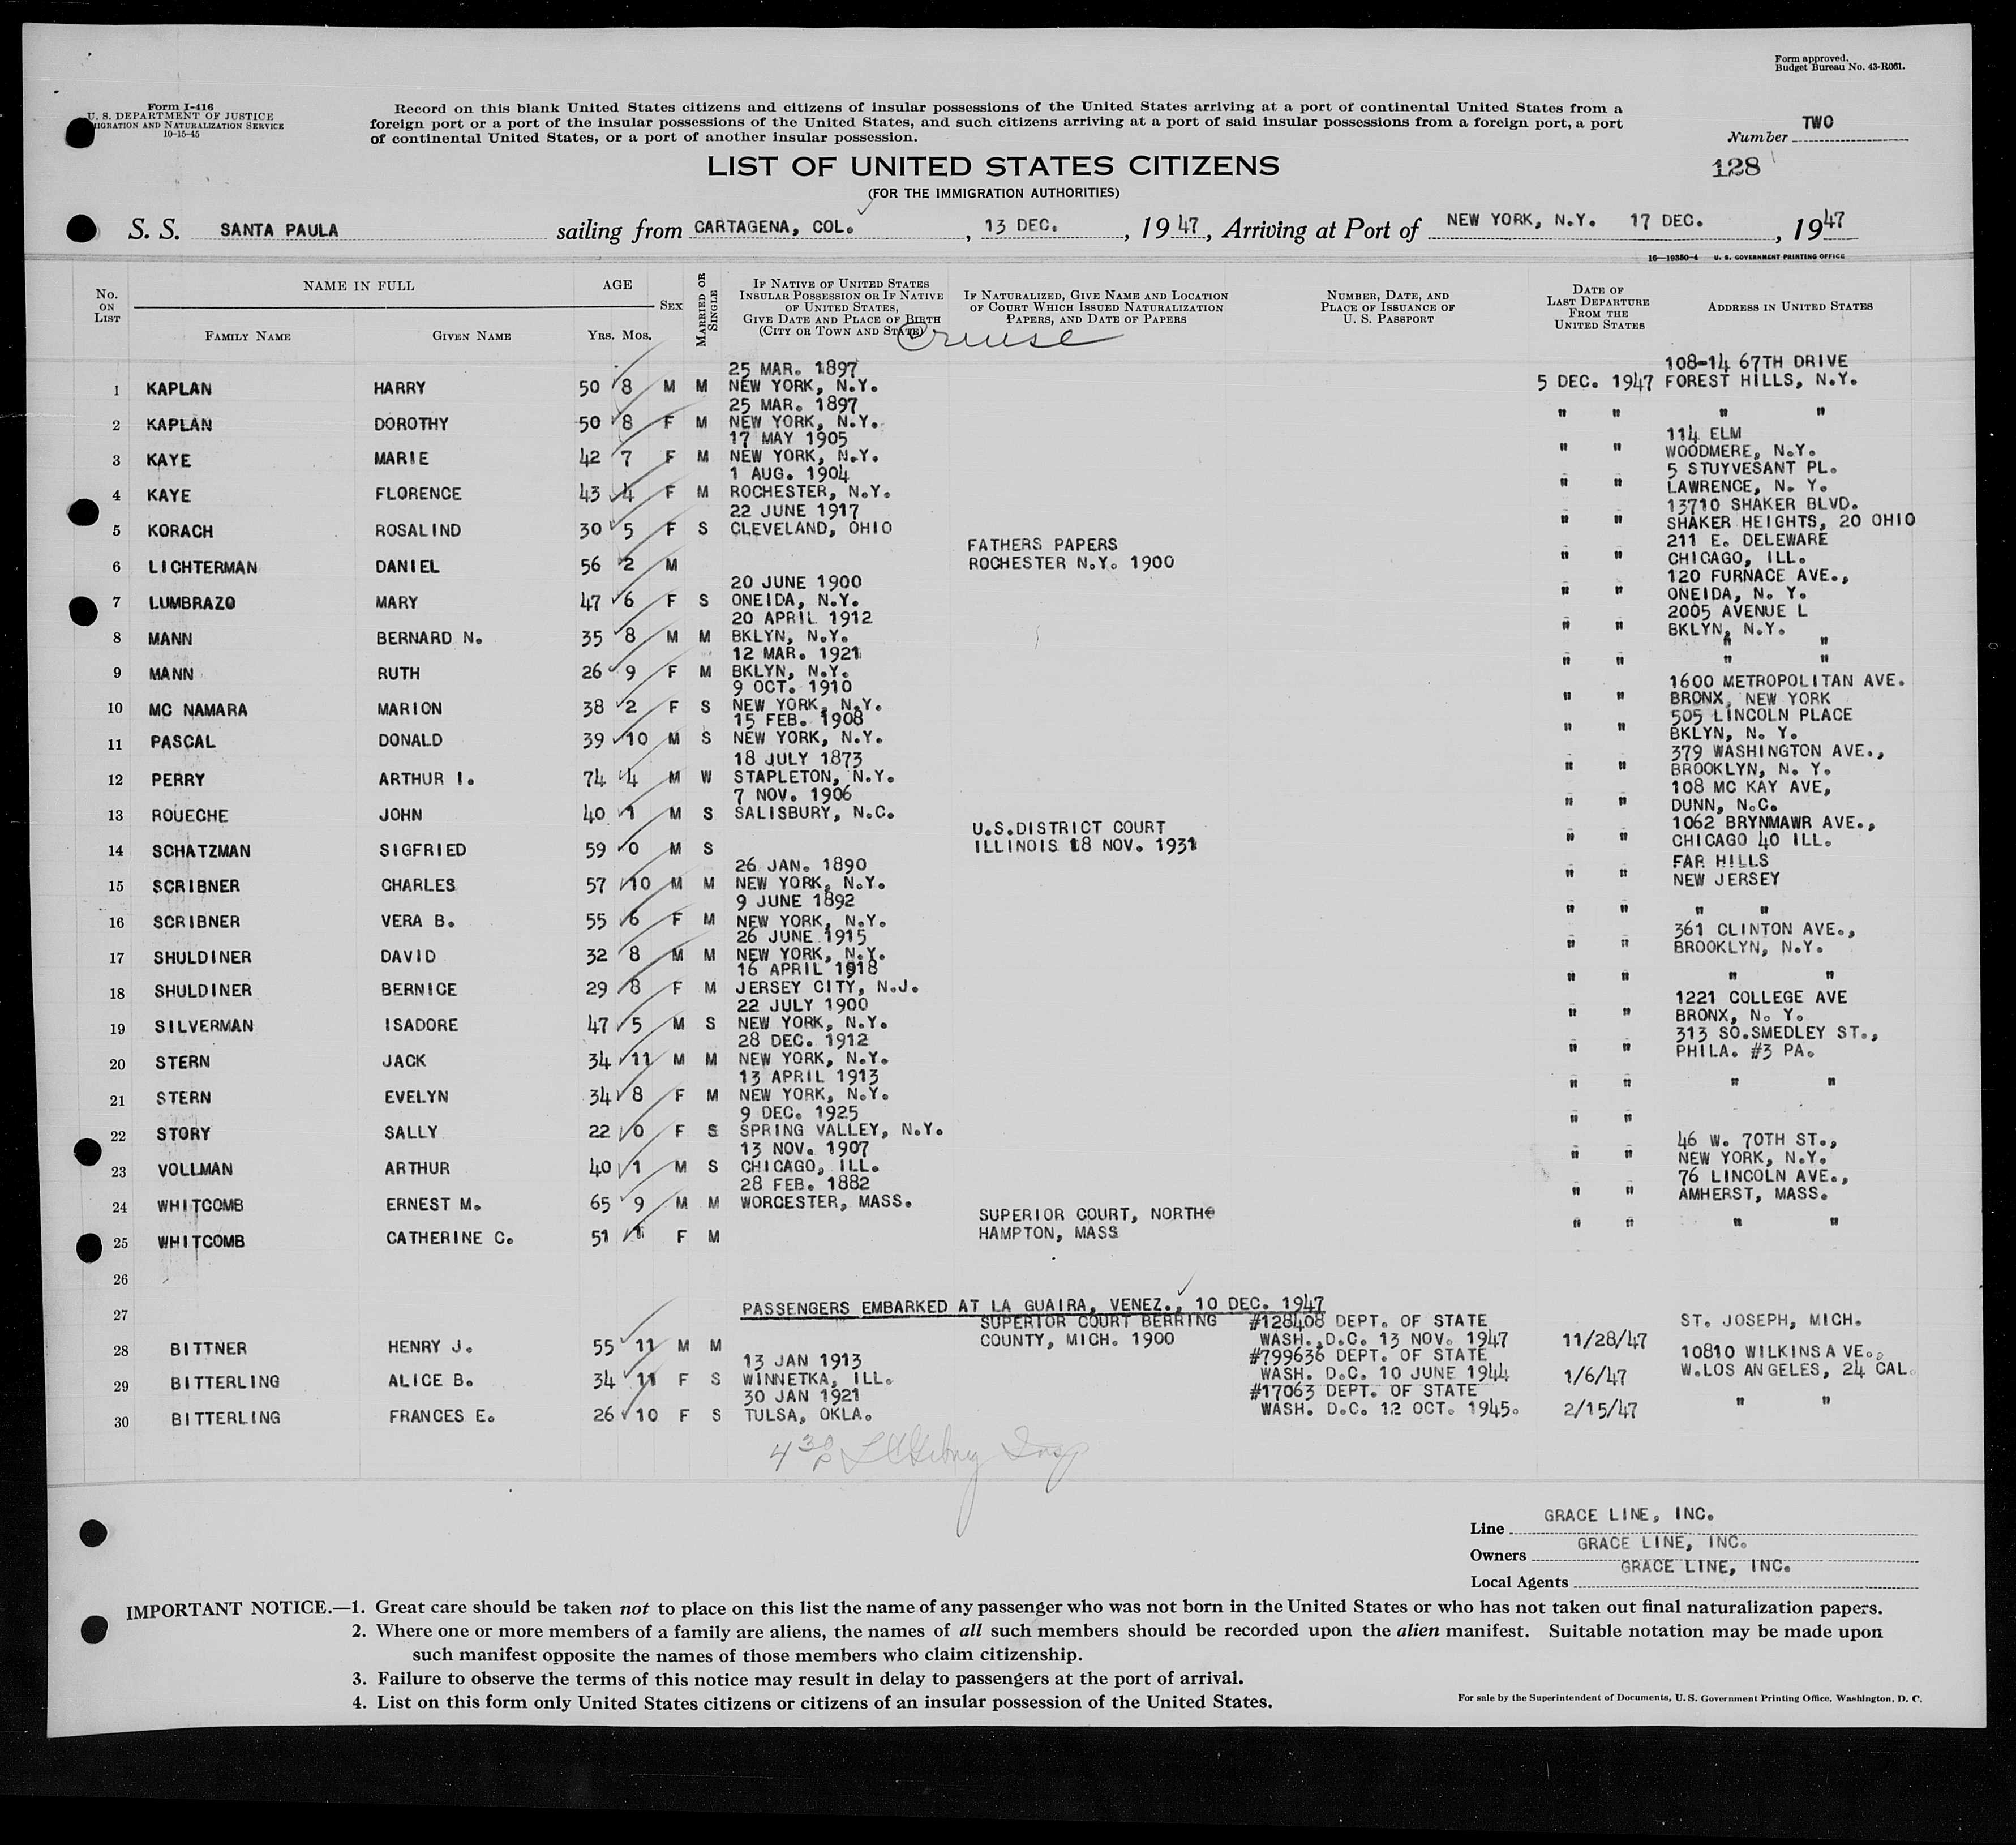 Form approved.
Budget Bureau No. 43-R051.
Form I-416
U. S. DEPARTMENT OF JUSTICE
IMMIGRATION AND NATURALIZATION SERVICE
10-15-45
Record on this blank United States citizens and citizens of insular possessions of the United States arriving at a port of continental United States from a
foreign port or a port of the insular possessions of the United States, and such citizens arriving at a port of said insular possessions from a foreign port, a port
of continental United States, or a port of another insular possession.
Number TWO
128
LIST OF UNITED STATES CITIZENS
(FOR THE IMMIGRATION AUTHORITIES)
S. S. SANTA PAULA sailing from CARTAGENA, COL. , 13 DEC. , 1947, Arriving at Port of NEW YORK, N.Y. 17 DEC. , 1947
16—19350-4 U. S. GOVERNMENT PRINTING OFFICE
No. ON LIST
NAME IN FULL
FAMILY NAME
GIVEN NAME
AGE
YRS. MOS.
SEX
MARRIED OR SINGLE
IF NATIVE OF UNITED STATES INSULAR POSSESSION OR IF NATIVE OF UNITED STATES, GIVE DATE AND PLACE OF BIRTH (CITY OR TOWN AND STATE)
IF NATURALIZED, GIVE NAME AND LOCATION OF COURT WHICH ISSUED NATURALIZATION PAPERS, AND DATE OF PAPERS
NUMBER, DATE, AND PLACE OF ISSUANCE OF U. S. PASSPORT
DATE OF LAST DEPARTURE FROM THE UNITED STATES
ADDRESS IN UNITED STATES
Cruise
25 MAR. 1897 108-14 67TH DRIVE
1 KAPLAN HARRY 50 8 M M NEW YORK, N.Y. 5 DEC. 1947 FOREST HILLS, N.Y.
25 MAR. 1897
2 KAPLAN DOROTHY 50 8 F M NEW YORK, N.Y. " " " "
17 MAY 1905 114 ELM
3 KAYE MARIE 42 7 F M NEW YORK, N.Y. " " WOODMERE, N.Y.
1 AUG. 1904 5 STUYVESANT PL.
4 KAYE FLORENCE 43 4 F M ROCHESTER, N.Y. " " LAWRENCE, N. Y.
22 JUNE 1917 13710 SHAKER BLVD.
5 KORACH ROSALIND 30 5 F S CLEVELAND, OHIO " " SHAKER HEIGHTS, 20 OHIO
FATHERS PAPERS 211 E. DELEWARE
6 LICHTERMAN DANIEL 56 2 M ROCHESTER N.Y. 1900 " " CHICAGO, ILL.
20 JUNE 1900 120 FURNACE AVE.,
7 LUMBRAZO MARY 47 6 F S ONEIDA, N.Y. " " ONEIDA, N. Y.
20 APRIL 1912 2005 AVENUE L
8 MANN BERNARD N. 35 8 M M BKLYN, N.Y. " " BKLYN, N.Y.
12 MAR. 1921 " "
9 MANN RUTH 26 9 F M BKLYN, N.Y. " " " "
9 OCT. 1910 1600 METROPOLITAN AVE.
10 MC NAMARA MARION 38 2 F S NEW YORK, N.Y. " " BRONX, NEW YORK
15 FEB. 1908 505 LINCOLN PLACE
11 PASCAL DONALD 39 10 M S NEW YORK, N.Y. " " BKLYN, N. Y.
18 JULY 1873 379 WASHINGTON AVE.,
12 PERRY ARTHUR I. 74 4 M W STAPLETON, N.Y. " " BROOKLYN, N. Y.
7 NOV. 1906 108 MC KAY AVE,
13 ROUECHE JOHN 40 1 M S SALISBURY, N.C. " " DUNN, N.C.
U.S.DISTRICT COURT 1062 BRYNMAWR AVE.,
14 SCHATZMAN SIGFRIED 59 0 M S ILLINOIS 18 NOV. 1931 " " CHICAGO 40 ILL.
26 JAN. 1890 FAR HILLS
15 SCRIBNER CHARLES 57 10 M M NEW YORK, N.Y. " " NEW JERSEY
9 JUNE 1892
16 SCRIBNER VERA B. 55 6 F M NEW YORK, N.Y. " " " "
26 JUNE 1915 361 CLINTON AVE.,
17 SHULDINER DAVID 32 8 M M NEW YORK, N.Y. " " BROOKLYN, N.Y.
16 APRIL 1918
18 SHULDINER BERNICE 29 8 F M JERSEY CITY, N.J. " " " "
22 JULY 1900 1221 COLLEGE AVE
19 SILVERMAN ISADORE 47 5 M S NEW YORK, N.Y. " " BRONX, N. Y.
28 DEC. 1912 313 SO.SMEDLEY ST.,
20 STERN JACK 34 11 M M NEW YORK, N.Y. " " PHILA. #3 PA.
13 APRIL 1913
21 STERN EVELYN 34 8 F M NEW YORK, N.Y. " " " "
9 DEC. 1925
22 STORY SALLY 22 0 F S SPRING VALLEY, N.Y. " "
13 NOV. 1907 46 W. 70TH ST.,
23 VOLLMAN ARTHUR 40 1 M S CHICAGO, ILL. " " NEW YORK, N.Y.
28 FEB. 1882 76 LINCOLN AVE.,
24 WHITCOMB ERNEST M. 65 9 M M WORCESTER, MASS. " " AMHERST, MASS.
SUPERIOR COURT, NORTH
25 WHITCOMB CATHERINE C. 51 1 F M HAMPTON, MASS " " " "
26
27 PASSENGERS EMBARKED AT LA GUAIRA, VENEZ., 10 DEC. 1947
SUPERIOR COURT BERRING #128408 DEPT. OF STATE ST. JOSEPH, MICH.
28 BITTNER HENRY J. 55 11 M M COUNTY, MICH. 1900 WASH., D.C. 13 NOV. 1947 11/28/47
13 JAN 1913 #799636 DEPT. OF STATE 10810 WILKINS A VE.,
29 BITTERLING ALICE B. 34 11 F S WINNETKA, ILL. WASH. D.C. 10 JUNE 1944 1/6/47 W.LOS ANGELES, 24 CAL.
30 JAN 1921 #17063 DEPT. OF STATE
30 BITTERLING FRANCES E. 26 10 F S TULSA, OKLA. WASH. D.C. 12 OCT. 1945. 2/15/47 " "
4 30 P
Line GRACE LINE, INC.
Owners GRACE LINE, INC.
Local Agents GRACE LINE, INC.
IMPORTANT NOTICE.—1. Great care should be taken not to place on this list the name of any passenger who was not born in the United States or who has not taken out final naturalization papers.
2. Where one or more members of a family are aliens, the names of all such members should be recorded upon the alien manifest. Suitable notation may be made upon
such manifest opposite the names of those members who claim citizenship.
3. Failure to observe the terms of this notice may result in delay to passengers at the port of arrival.
4. List on this form only United States citizens or citizens of an insular possession of the United States.
For sale by the Superintendent of Documents, U. S. Government Printing Office, Washington, D. C.